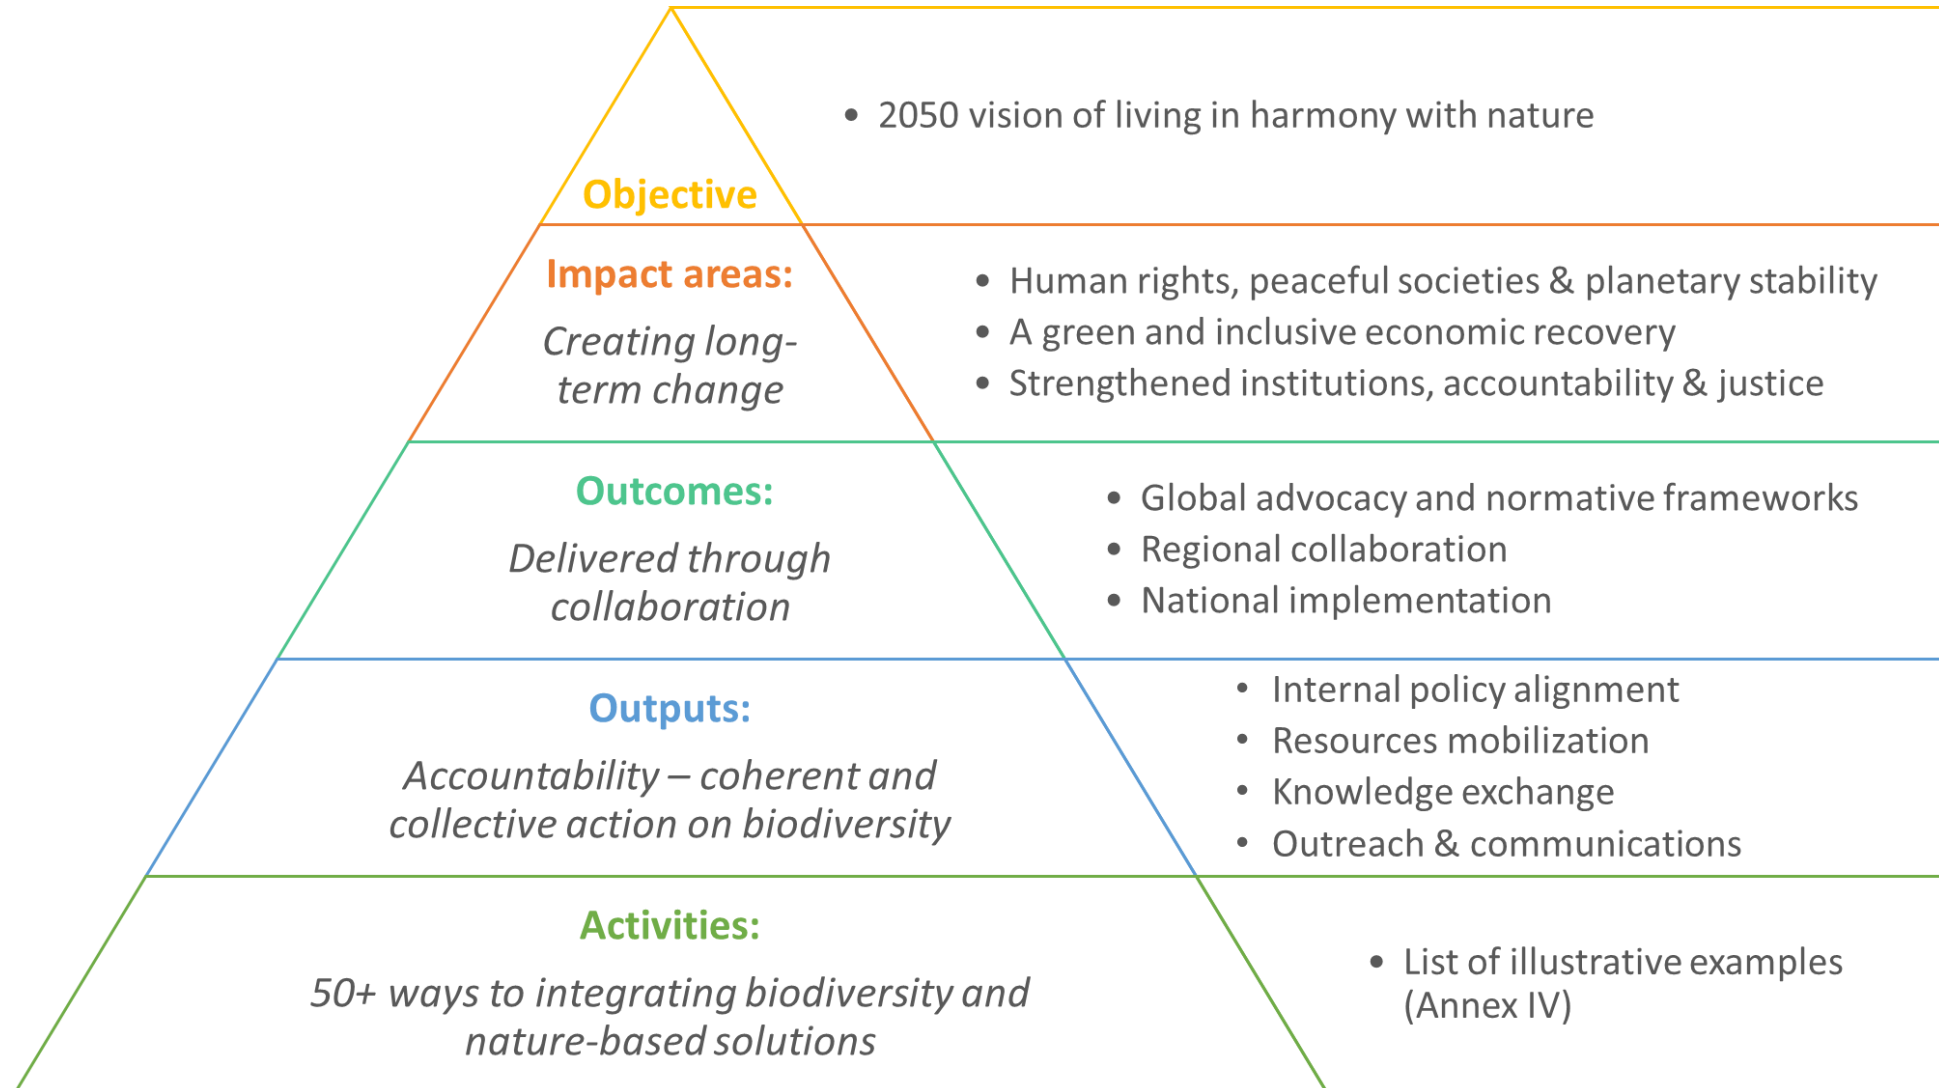 • 2050 vision of living in harmony with nature
Objective
Impact areas:
Creating long-
term change
• Human rights, peaceful societies & planetary stability
• A green and inclusive economic recovery
• Strengthened institutions, accountability & justice
Outcomes:
Delivered through
collaboration
• Global advocacy and normative frameworks
• Regional collaboration
• National implementation
Outputs:
Accountability – coherent and
collective action on biodiversity
• Internal policy alignment
• Resources mobilization
• Knowledge exchange
• Outreach & communications
Activities:
50+ ways to integrating biodiversity and
nature-based solutions
• List of illustrative examples
(Annex IV)